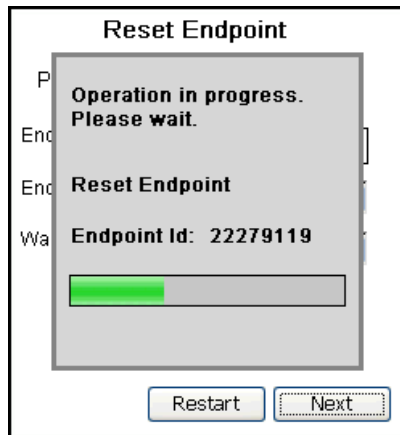 Reset Endpoint
Operation in progress.
Please wait.
Reset Endpoint
Endpoint Id: 22279119
Restart
Next